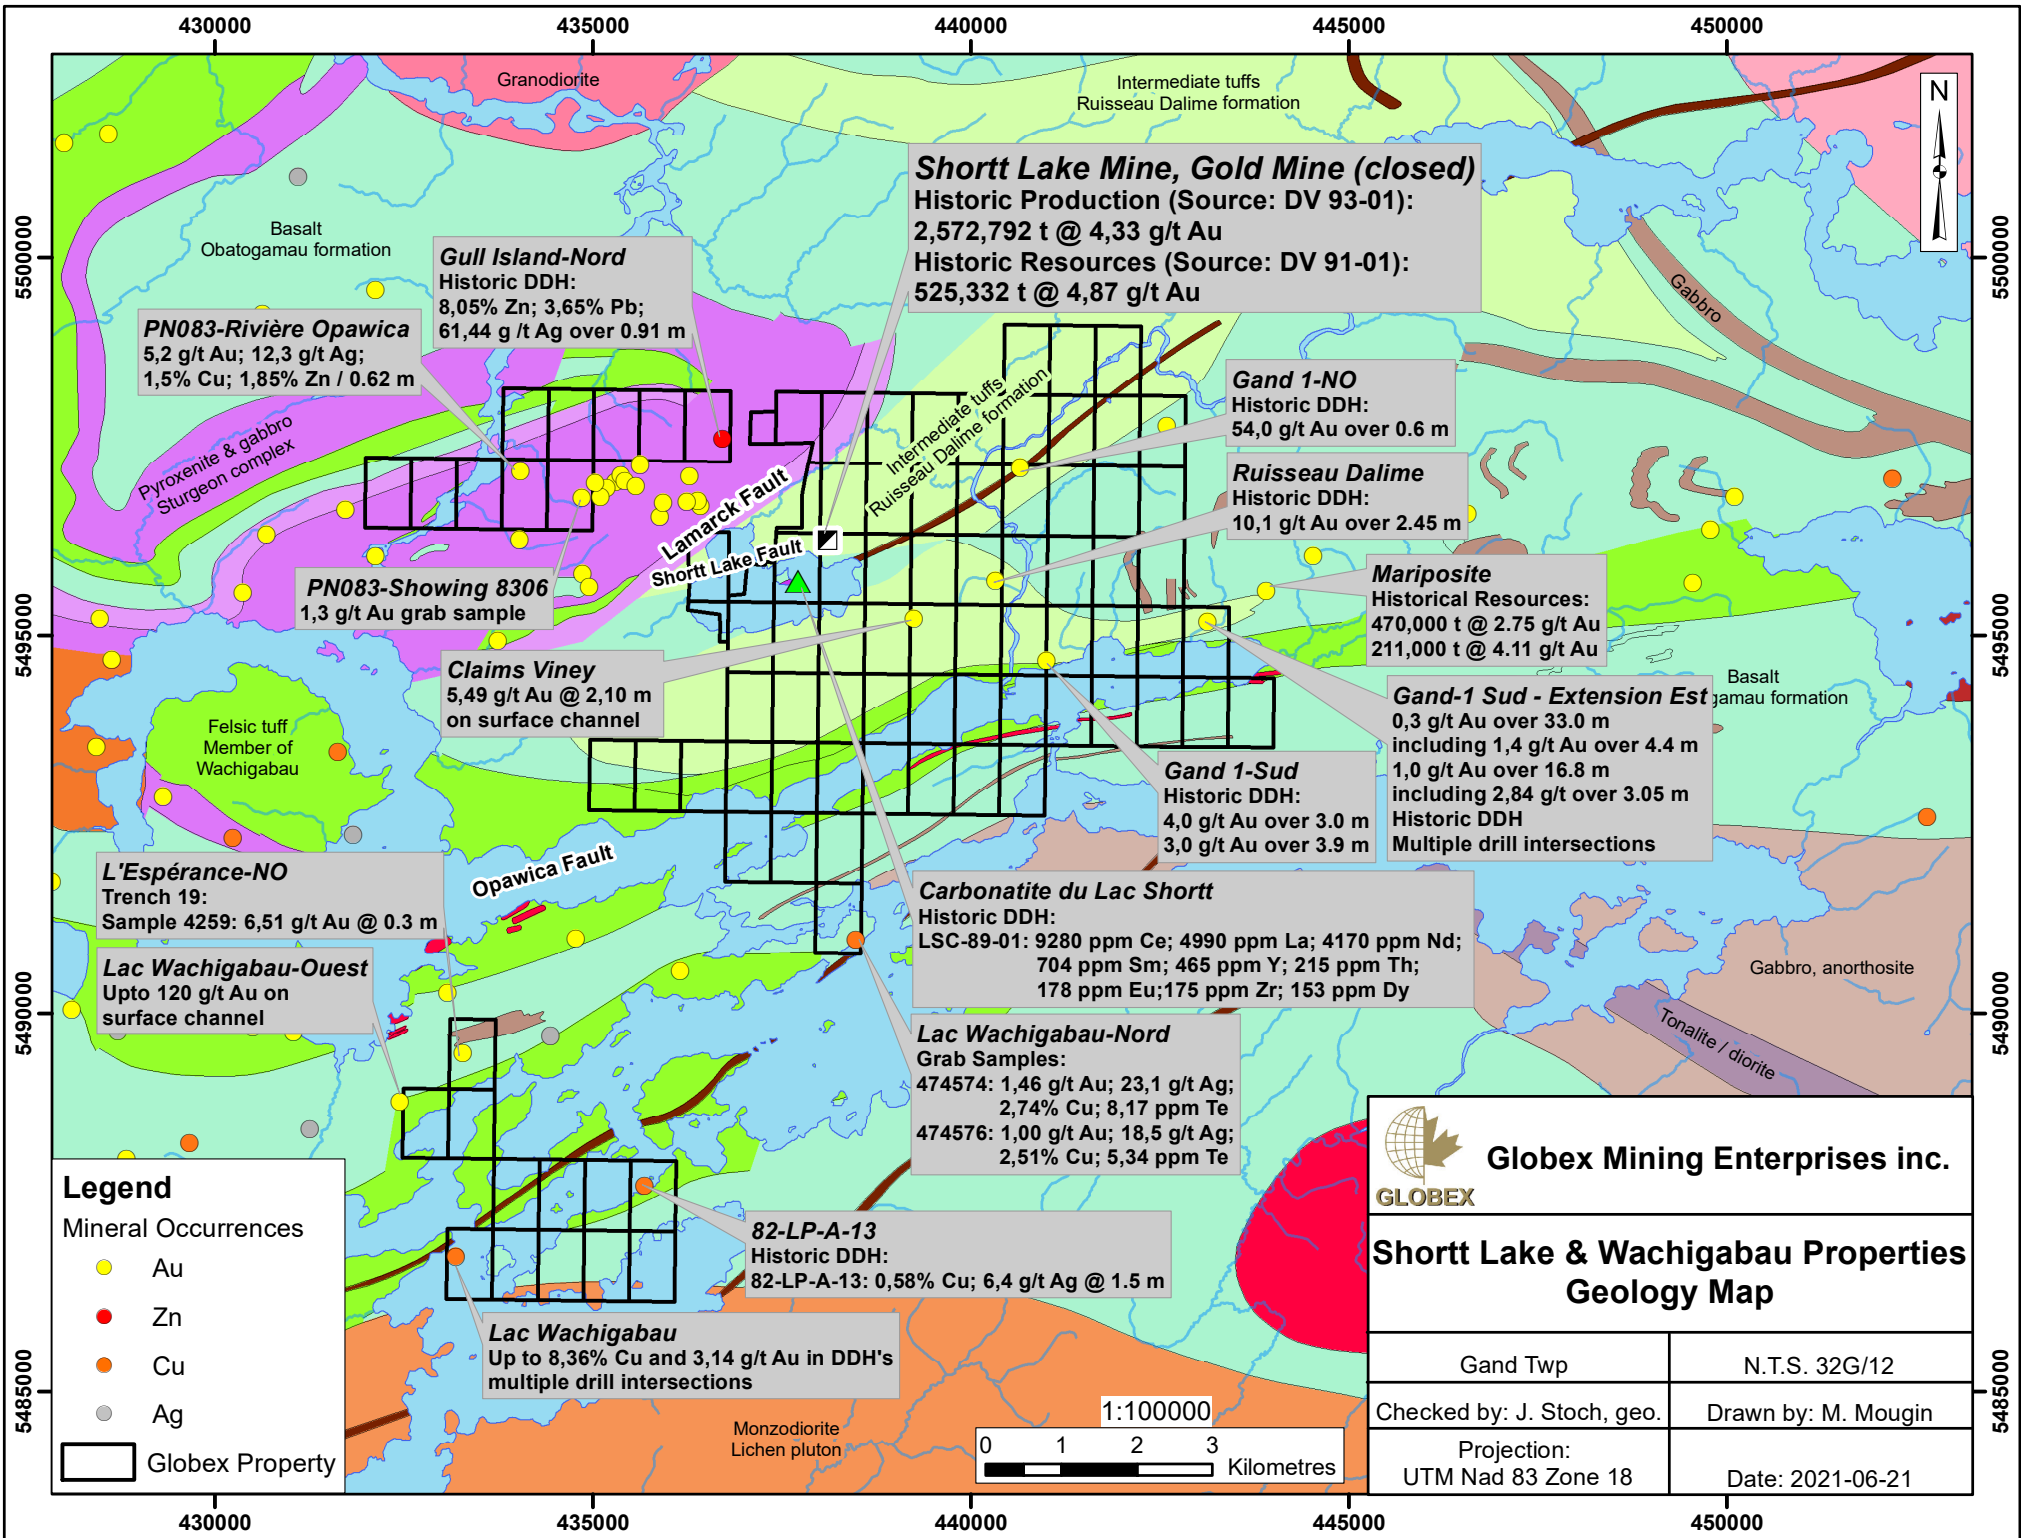 430000
435000
440000
445000
450000
Granodiorite
Intermediate tuffs
Ruisseau Dalime formation
N
Shortt Lake Mine, Gold Mine (closed)
Historic Production (Source: DV 93-01):
2,572,792 t @ 4,33 g/t Au
Historic Resources (Source: DV 91-01):
525,332 t @ 4,87 g/t Au
Basalt
Obatogamau formation
5500000
5500000
Gull Island-Nord
Historic DDH:
8,05% Zn; 3,65% Pb;
61,44 g /t Ag over 0.91 m
Gabbro
PN083-Rivière Opawica
5,2 g/t Au; 12,3 g/t Ag;
1,5% Cu; 1,85% Zn / 0.62 m
Gand 1-NO
Historic DDH:
54,0 g/t Au over 0.6 m
Intermediate tuffs
Ruisseau Dalime formation
Pyroxenite & gabbro
Sturgeon complex
Ruisseau Dalime
Historic DDH:
10,1 g/t Au over 2.45 m
Lamarck Fault
Shortt Lake Fault
PN083-Showing 8306
1,3 g/t Au grab sample
Mariposite
Historical Resources:
470,000 t @ 2.75 g/t Au
211,000 t @ 4.11 g/t Au
5495000
5495000
Claims Viney
5,49 g/t Au @ 2,10 m
on surface channel
Basalt
gamau formation
Gand-1 Sud - Extension Est
0,3 g/t Au over 33.0 m
including 1,4 g/t Au over 4.4 m
1,0 g/t Au over 16.8 m
including 2,84 g/t over 3.05 m
Historic DDH
Multiple drill intersections
Felsic tuff
Member of
Wachigabau
Gand 1-Sud
Historic DDH:
4,0 g/t Au over 3.0 m
3,0 g/t Au over 3.9 m
Opawica Fault
L'Espérance-NO
Trench 19:
Sample 4259: 6,51 g/t Au @ 0.3 m
Carbonatite du Lac Shortt
Historic DDH:
LSC-89-01: 9280 ppm Ce; 4990 ppm La; 4170 ppm Nd;
704 ppm Sm; 465 ppm Y; 215 ppm Th;
178 ppm Eu;175 ppm Zr; 153 ppm Dy
Lac Wachigabau-Ouest
Upto 120 g/t Au on
surface channel
Gabbro, anorthosite
5490000
5490000
Tonalite / diorite
Lac Wachigabau-Nord
Grab Samples:
474574: 1,46 g/t Au; 23,1 g/t Ag;
2,74% Cu; 8,17 ppm Te
474576: 1,00 g/t Au; 18,5 g/t Ag;
2,51% Cu; 5,34 ppm Te
82-LP-A-13
Historic DDH:
82-LP-A-13: 0,58% Cu; 6,4 g/t Ag @ 1.5 m
Lac Wachigabau
Up to 8,36% Cu and 3,14 g/t Au in DDH's
multiple drill intersections
Monzodiorite
Lichen pluton
5485000
5485000
Legend
Mineral Occurrences
Au
Zn
Cu
Ag
Globex Property
1:100000
0 1 2 3
Kilometres
GLOBEX
Globex Mining Enterprises inc.
Shortt Lake & Wachigabau Properties
Geology Map
Gand Twp
N.T.S. 32G/12
Checked by: J. Stoch, geo.
Drawn by: M. Mougin
Projection:
UTM Nad 83 Zone 18
Date: 2021-06-21
430000
435000
440000
445000
450000